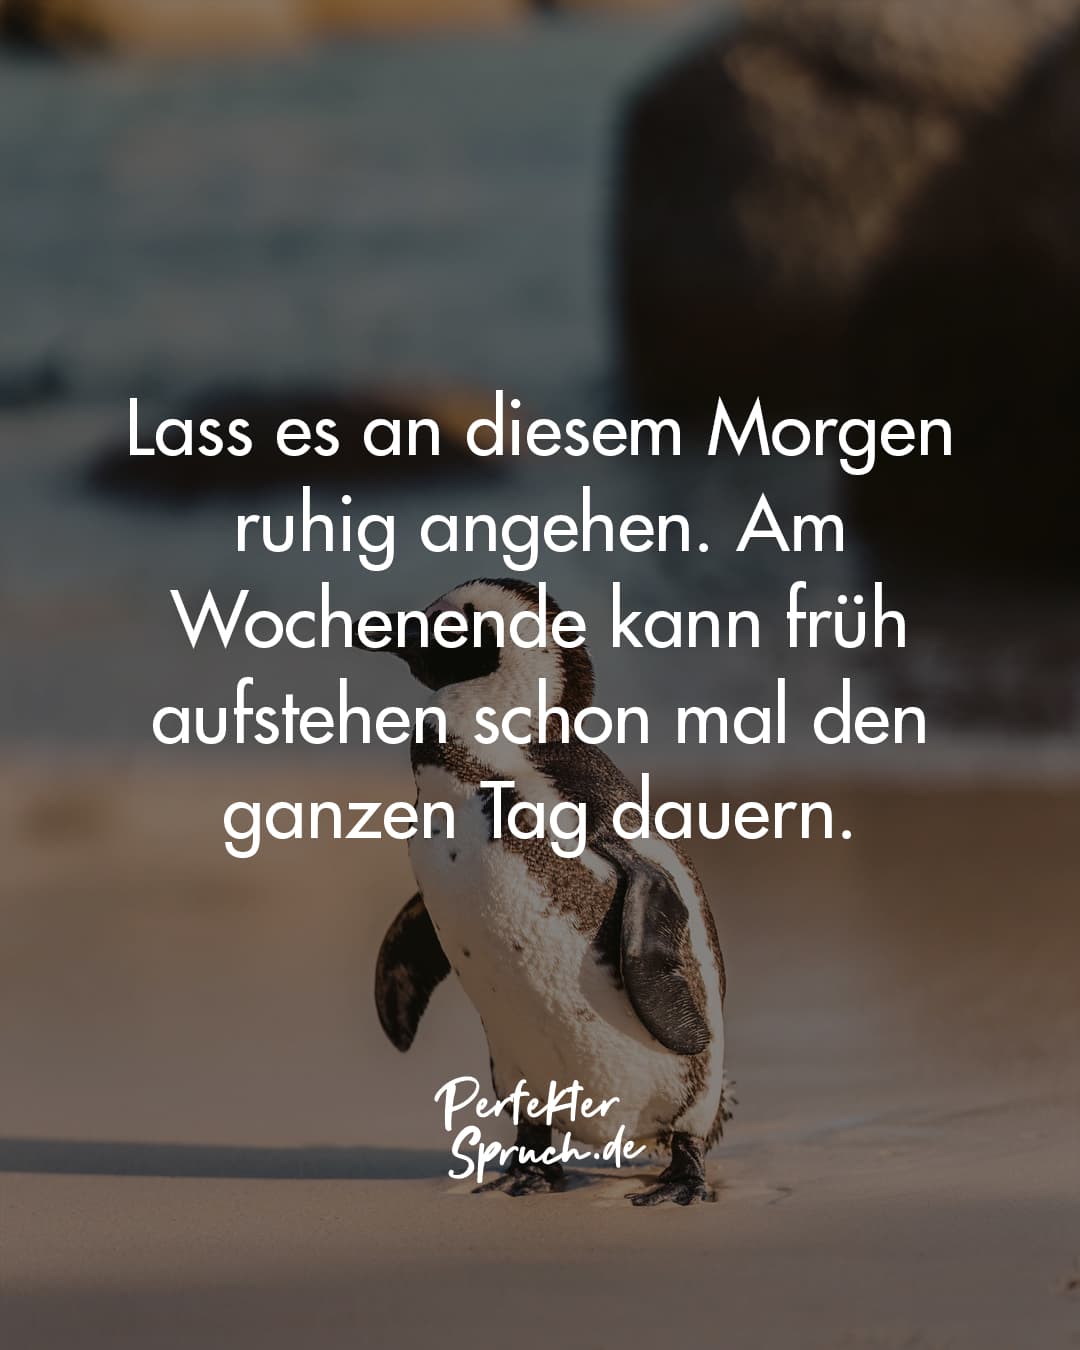 Lass es an diesem Morgen
ruhig angehen. Am
Wochenende kann früh
aufstehen schon mal den
ganzen Tag dauern.
Perfekter
Spruch.de